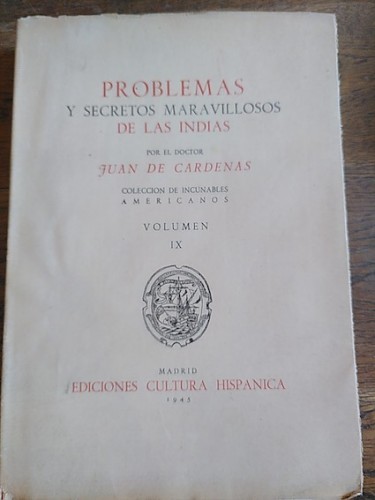 PROBLEMAS
Y SECRETOS MARAVILLOSOS
DE LAS INDIAS
POR EL DOCTOR
JUAN DE CARDENAS
COLECCION DE INCUNABLES
AMERICANOS
VOLUMEN
IX
MADRID
EDICIONES CULTURA HISPANICA
1945